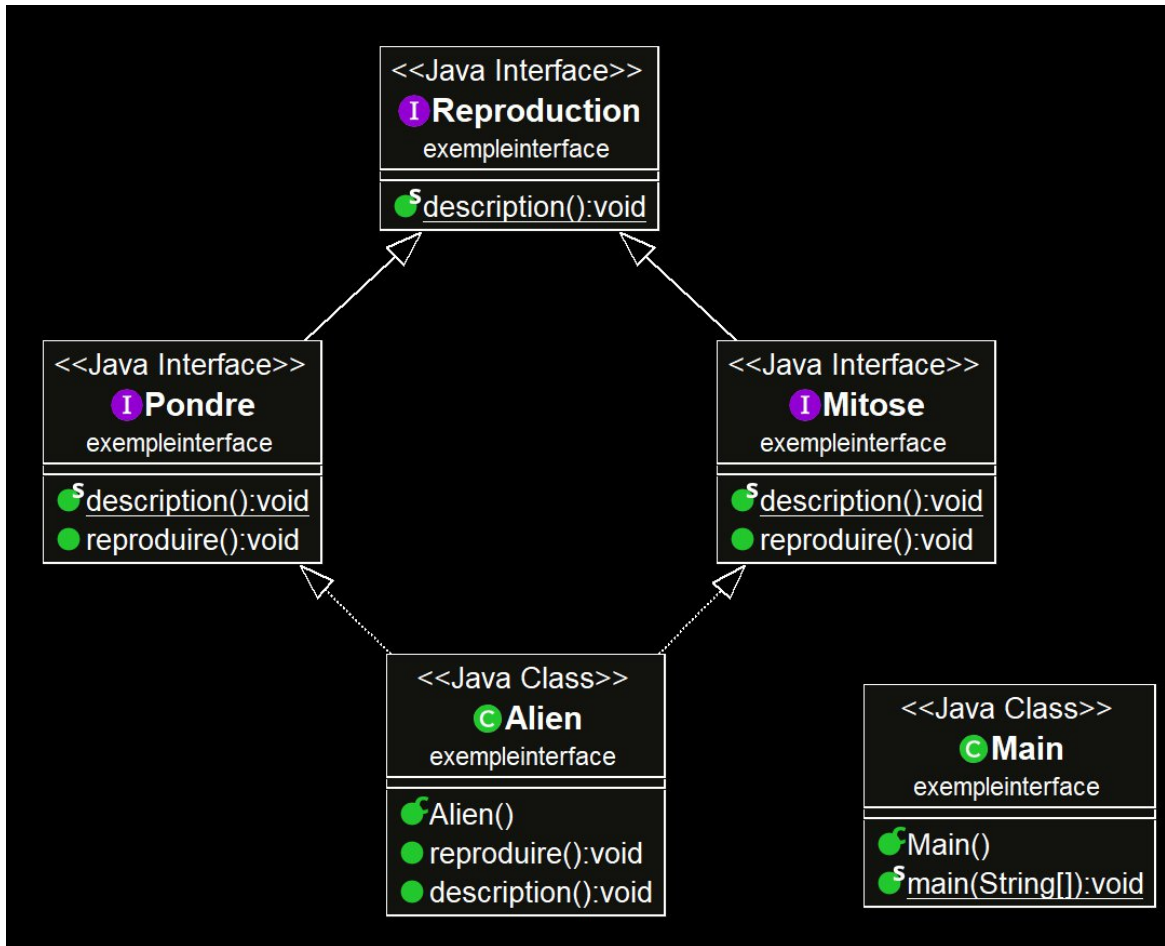 <<Java Interface>>
I Reproduction
exempleinterface
S description():void
<<Java Interface>>
I Pondre
exempleinterface
S description():void
reproduire():void
<<Java Interface>>
I Mitose
exempleinterface
S description():void
reproduire():void
<<Java Class>>
C Alien
exempleinterface
C Alien()
reproduire():void
description():void
<<Java Class>>
C Main
exempleinterface
C Main()
S main(String[]):void